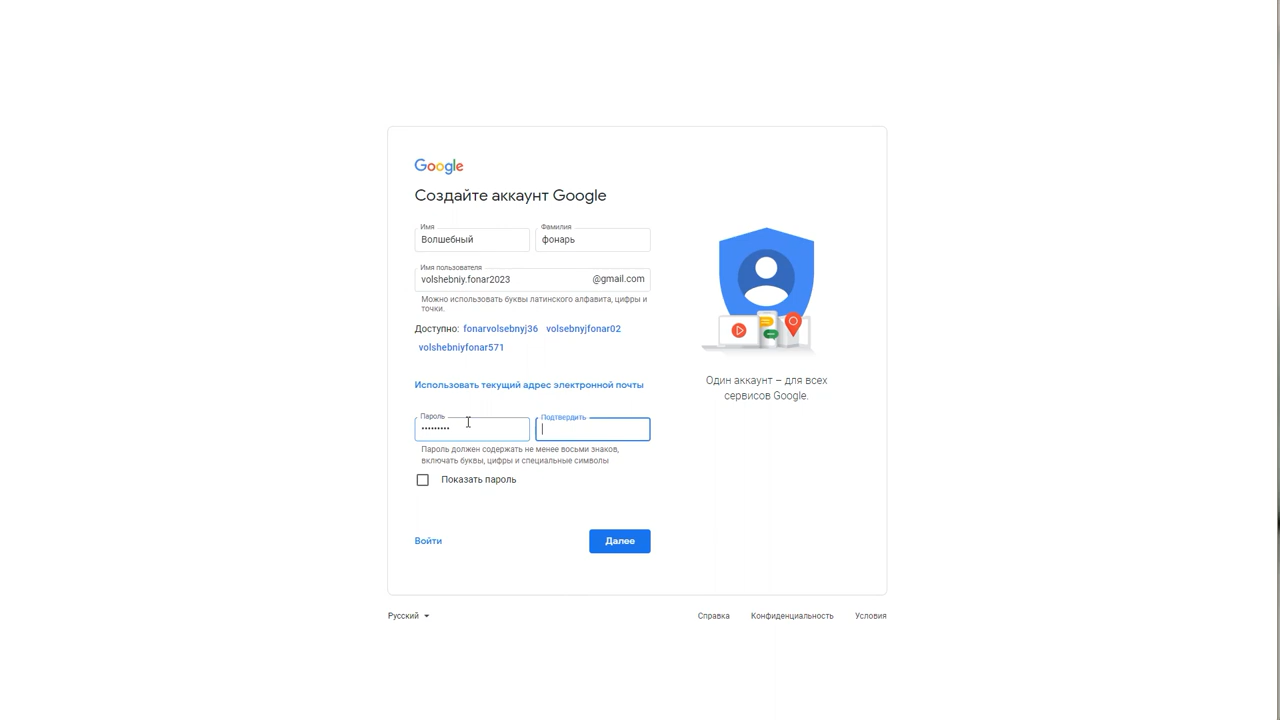 Google
Создайте аккаунт Google
Имя
Фамилия
Волшебный
фонарь
Имя пользователя
volshebniy.fonar2023
@gmail.com
Можно использовать буквы латинского алфавита, цифры и
точки.
Доступно: fonarvolsebnyj36 volsebnyjfonar02
volshebniyfonar571
Использовать текущий адрес электронной почты
Пароль
Подтвердить
•••••••••
Пароль должен содержать не менее восьми знаков,
включать буквы, цифры и специальные символы
Показать пароль
Войти
Далее
Один аккаунт – для всех
сервисов Google.
Русский
Справка
Конфиденциальность
Условия